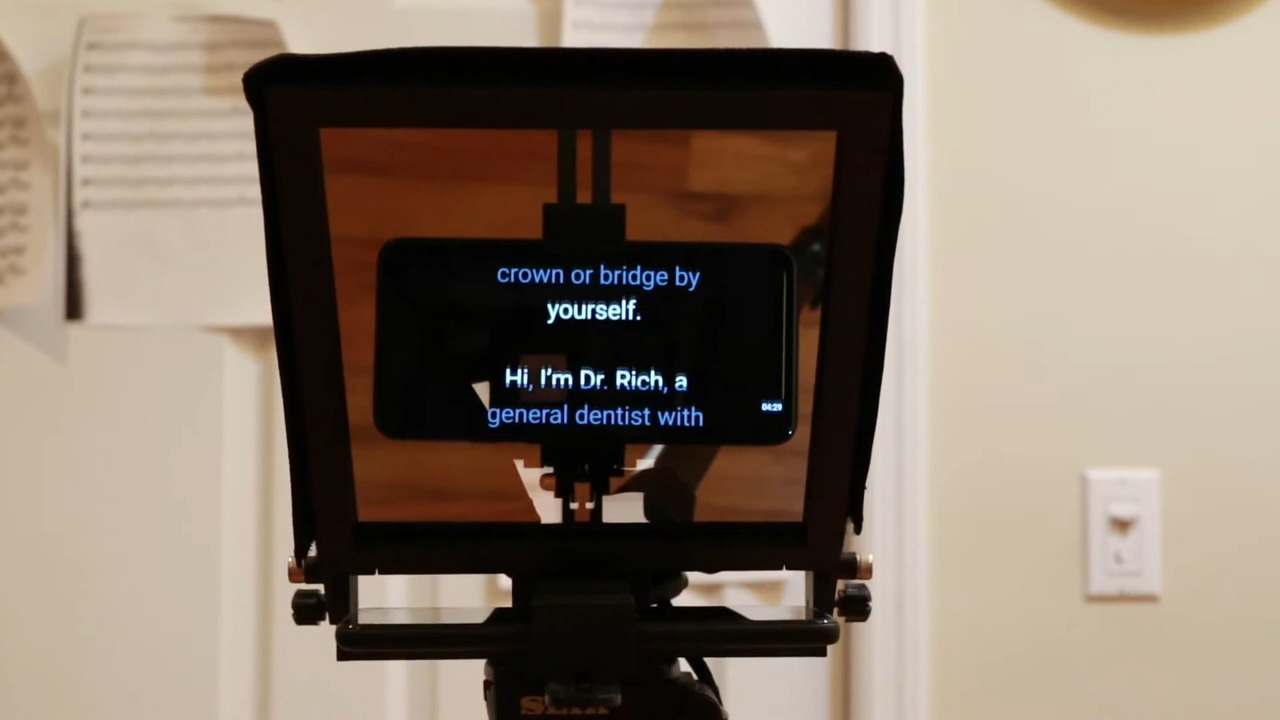 crown or bridge by
yourself.
Hi, I'm Dr. Rich, a
general dentist with
04:29